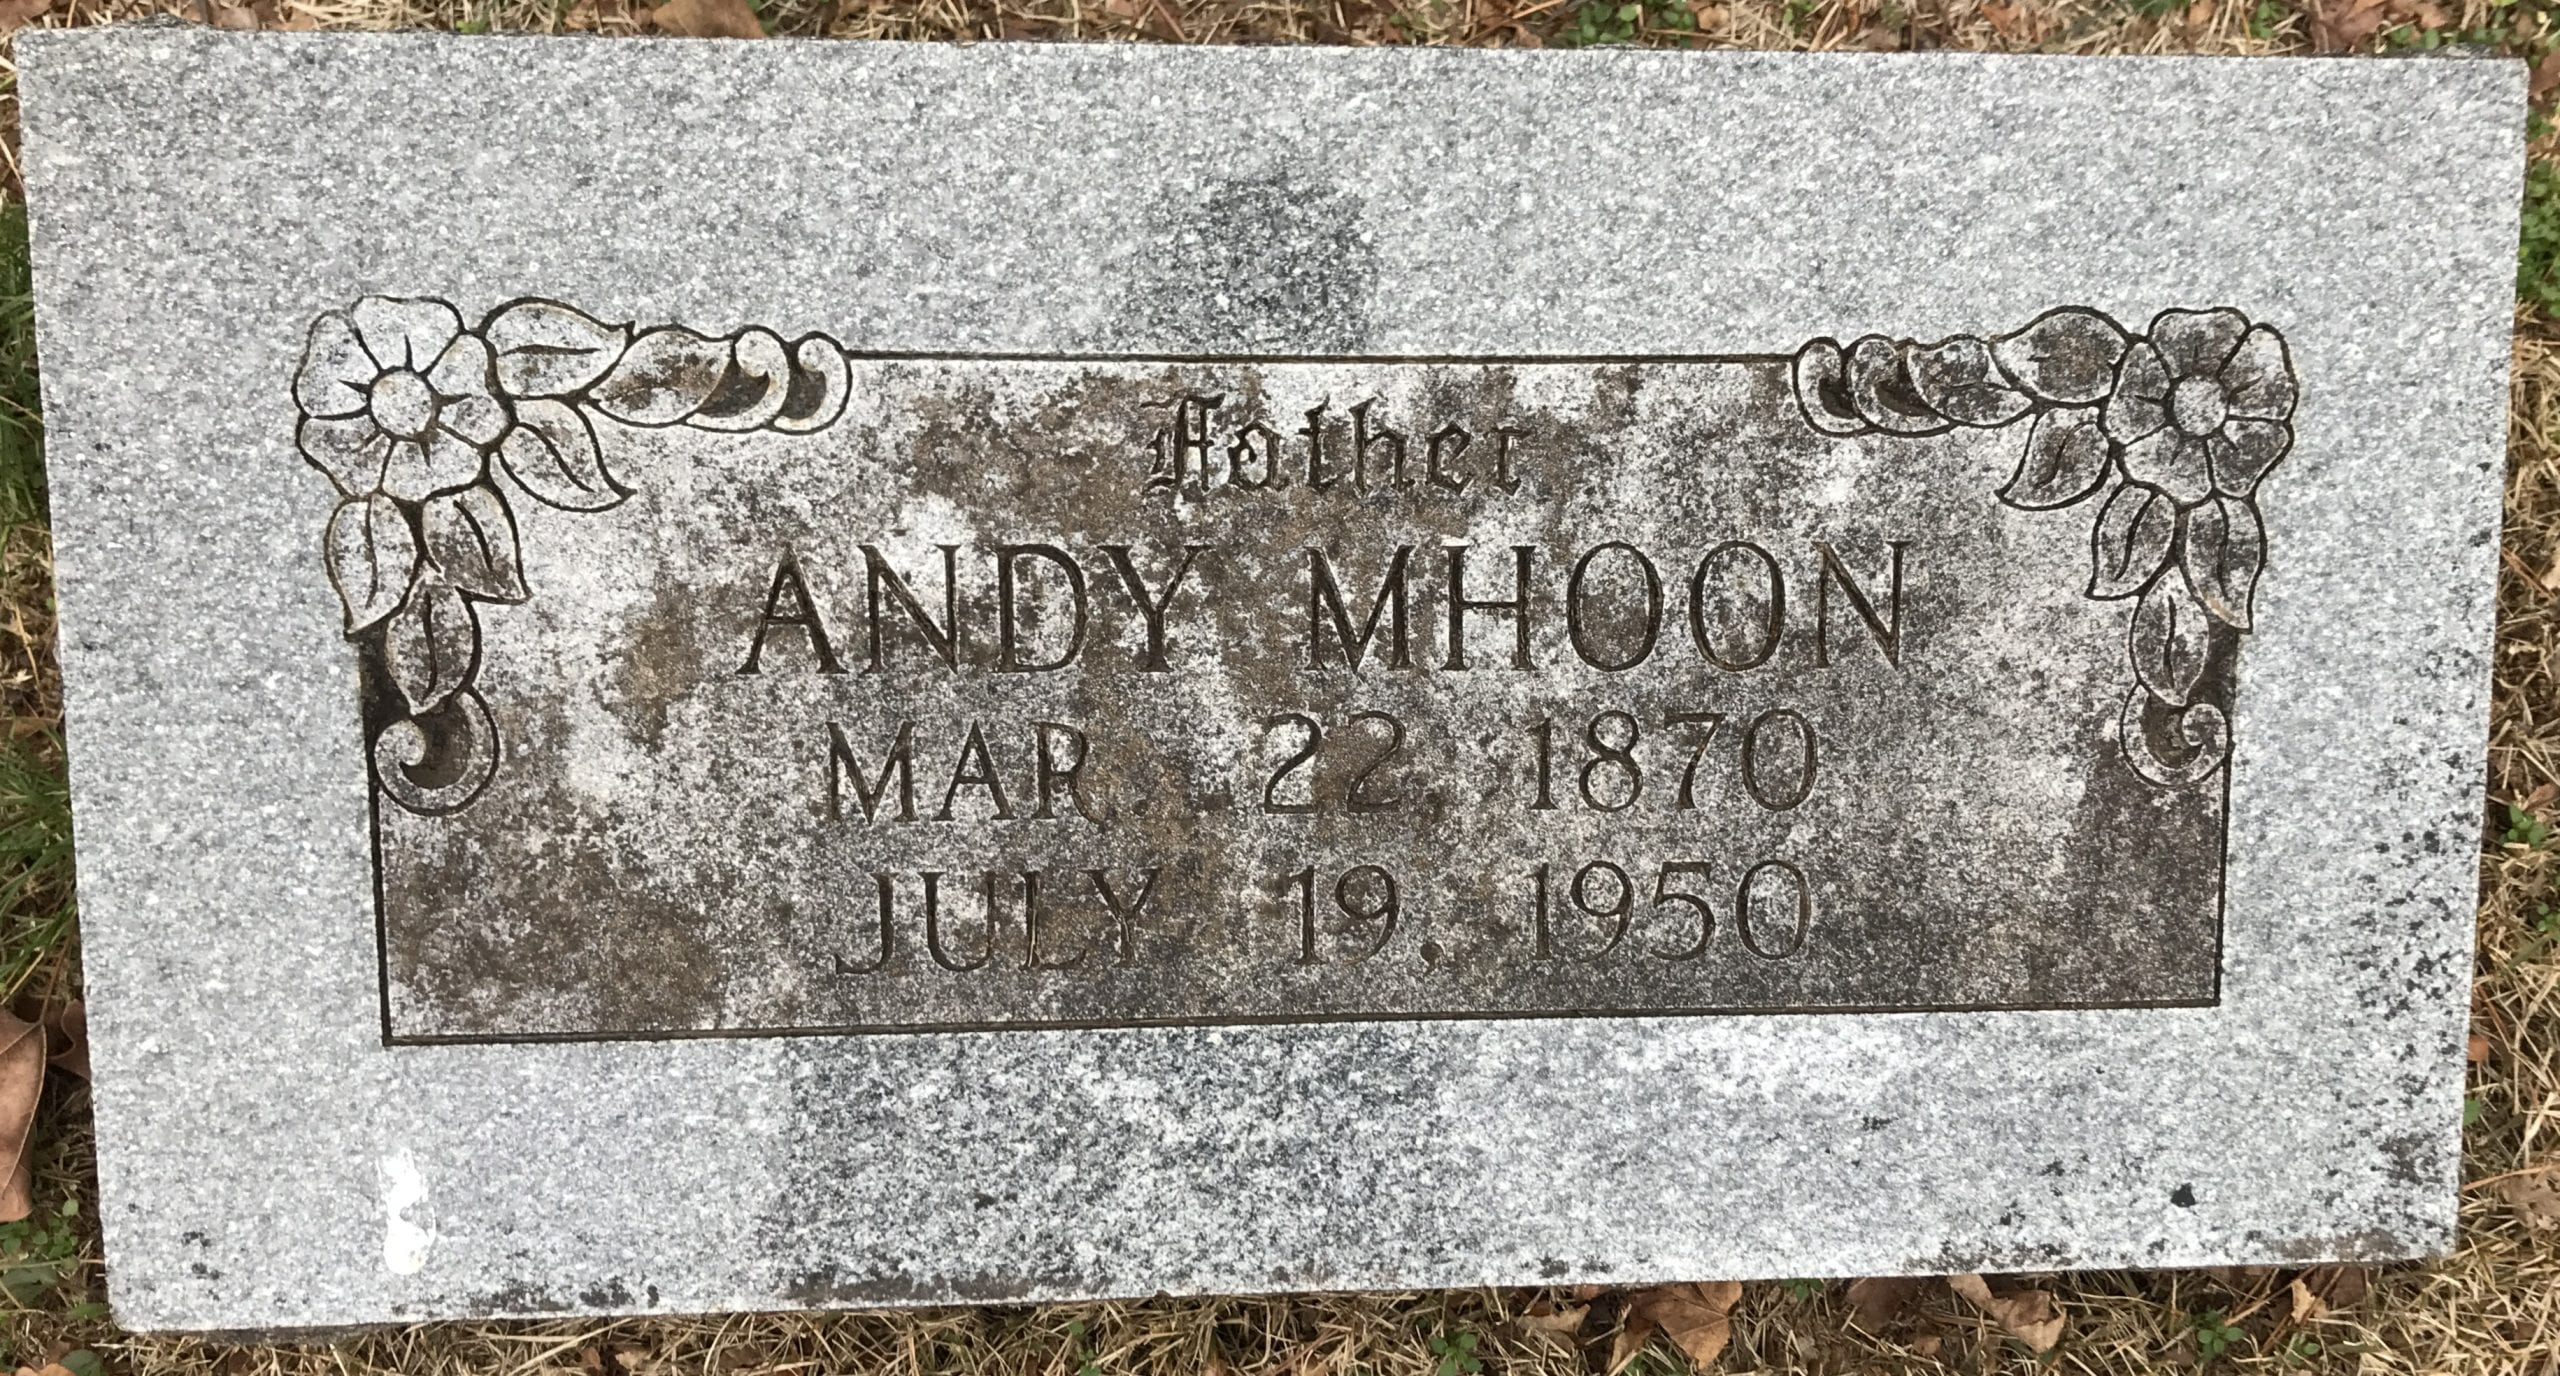 Father
ANDY MHOON
MAR. 22, 1870
JULY 19, 1950